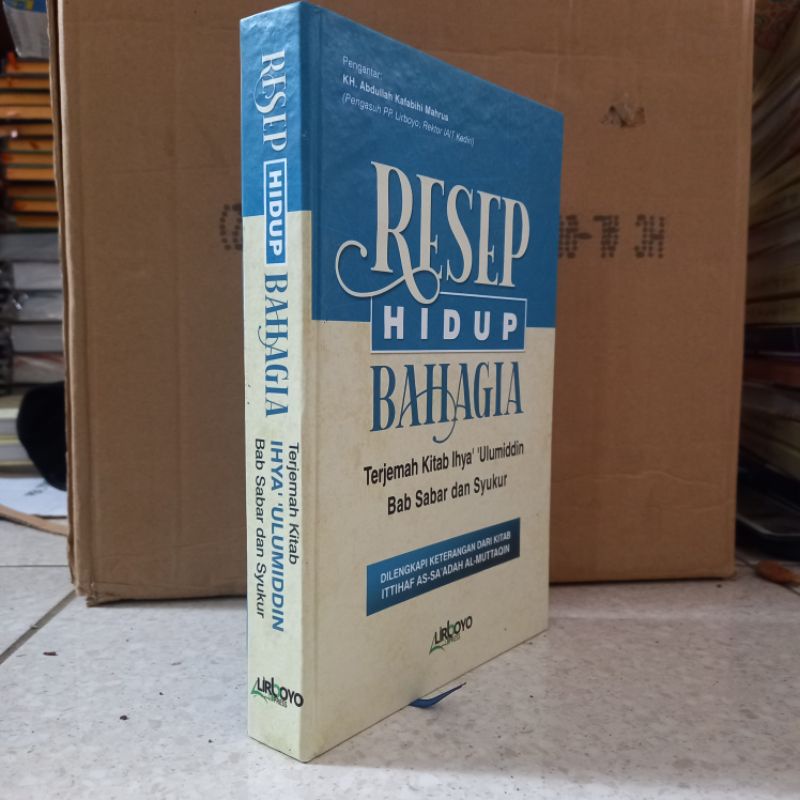 RESEP
HIDUP
BAHAGIA
Terjemah Kitab
IHYA' 'ULUMIDDIN
Bab Sabar dan Syukur
LIRBOYO
PRESS
Pengantar:
KH. Abdullah Kafabihi Mahrus
(Pengasuh PP. Lirboyo, Rektor IAIT Kediri)
RESEP
HIDUP
BAHAGIA
Terjemah Kitab Ihya' 'Ulumiddin
Bab Sabar dan Syukur
DILENGKAPI KETERANGAN DARI KITAB
ITTIHAF AS-SA'ADAH AL-MUTTAQIN
LIRBOYO
PRESS